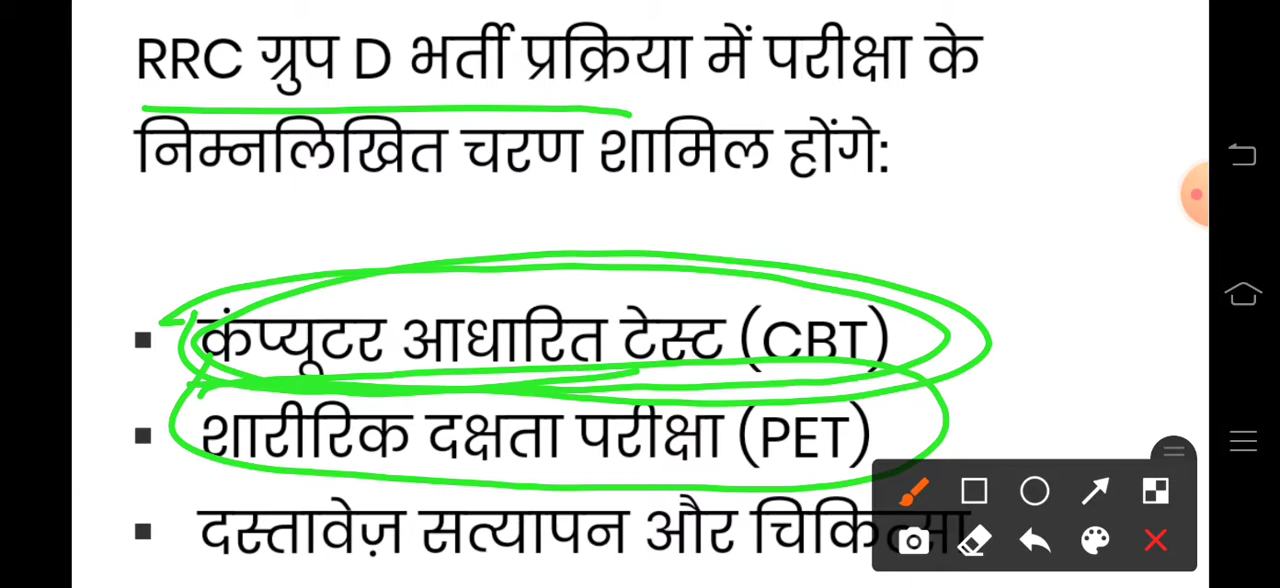 RRC ग्रुप D भर्ती प्रक्रिया में परीक्षा के
निम्नलिखित चरण शामिल होंगे:
▪ कंप्यूटर आधारित टेस्ट (CBT)
▪ शारीरिक दक्षता परीक्षा (PET)
▪ दस्तावेज़ सत्यापन और चिकित्सा